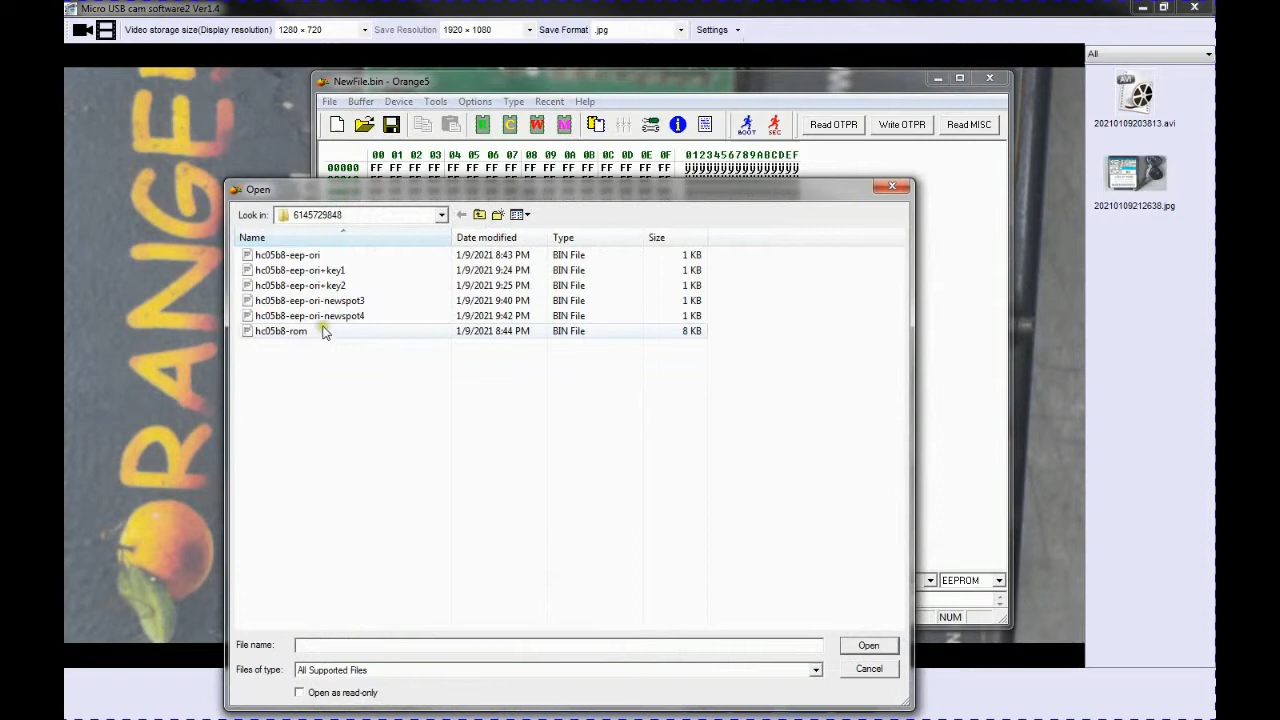 Micro USB cam software2 Ver1.4
Video storage size(Display resolution) 1280 × 720 Save Resolution 1920 × 1080 Save Format .jpg Settings
All
NewFile.bin - Orange5
File Buffer Device Tools Options Type Recent Help
C W M i BOOT SEC Read OTPR Write OTPR Read MISC
00 01 02 03 04 05 06 07 08 09 0A 0B 0C 0D 0E 0F 0123456789ABCDEF
00000 FF FF FF FF FF FF FF FF FF FF FF FF FF FF FF FF ÿÿÿÿÿÿÿÿÿÿÿÿÿÿÿÿ
AVI
20210109203813.avi
20210109212638.jpg
ORANGE
Open
Look in: 6145729848
Name Date modified Type Size
hc05b8-eep-ori 1/9/2021 8:43 PM BIN File 1 KB
hc05b8-eep-ori+key1 1/9/2021 9:24 PM BIN File 1 KB
hc05b8-eep-ori+key2 1/9/2021 9:25 PM BIN File 1 KB
hc05b8-eep-ori-newspot3 1/9/2021 9:40 PM BIN File 1 KB
hc05b8-eep-ori-newspot4 1/9/2021 9:42 PM BIN File 1 KB
hc05b8-rom 1/9/2021 8:44 PM BIN File 8 KB
EEPROM
NUM
File name: Open
Files of type: All Supported Files Cancel
Open as read-only